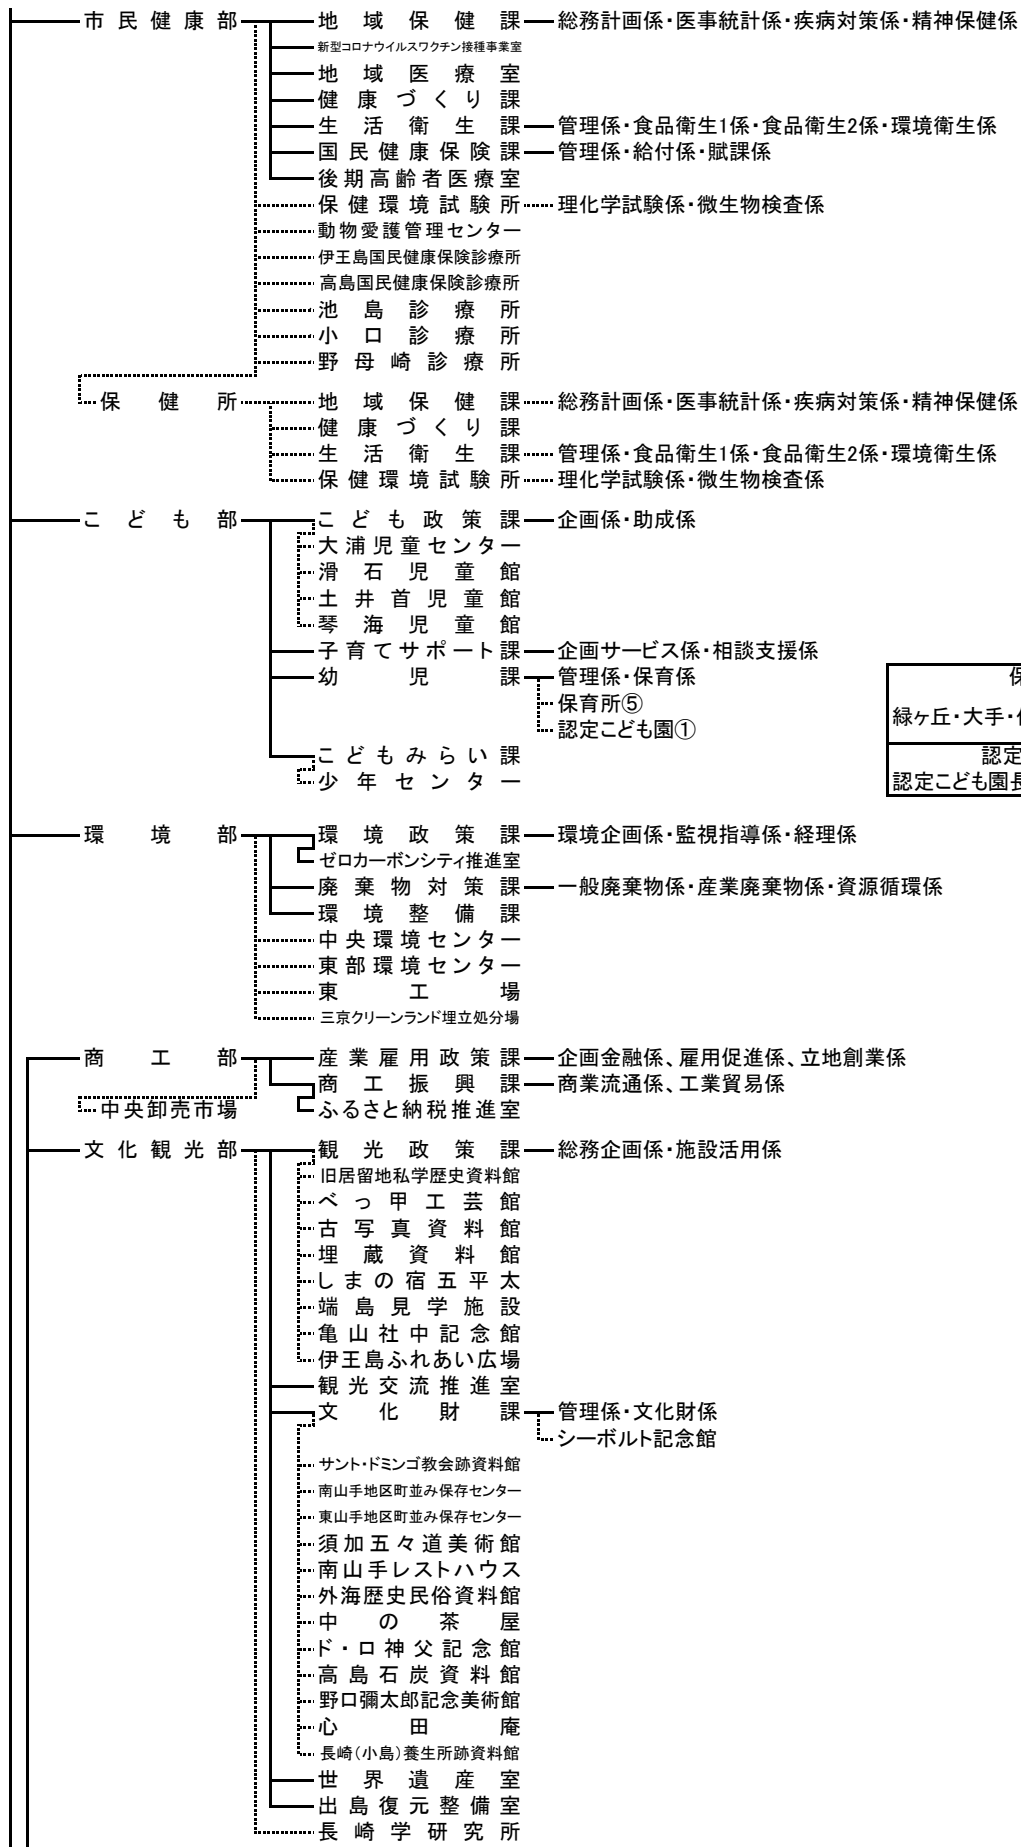 市民健康部 地域保健課 総務計画係・医事統計係・疾病対策係・精神保健係
新型コロナウイルスワクチン接種事業室
地域医療室
健康づくり課
生活衛生課 管理係・食品衛生1係・食品衛生2係・環境衛生係
国民健康保険課 管理係・給付係・賦課係
後期高齢者医療室
保健環境試験所 理化学試験係・微生物検査係
動物愛護管理センター
伊王島国民健康保険診療所
高島国民健康保険診療所
池島診療所
小口診療所
野母崎診療所
保健所 地域保健課 総務計画係・医事統計係・疾病対策係・精神保健係
健康づくり課
生活衛生課 管理係・食品衛生1係・食品衛生2係・環境衛生係
保健環境試験所 理化学試験係・微生物検査係
こども部 こども政策課 企画係・助成係
大浦児童センター
滑石児童館
土井首児童館
琴海児童館
子育てサポート課 企画サービス係・相談支援係
幼児課 管理係・保育係
保育所⑤
認定こども園①
保
緑ヶ丘・大手・
認定
認定こども園長
こどもみらい課
少年センター
環境部 環境政策課 環境企画係・監視指導係・経理係
ゼロカーボンシティ推進室
廃棄物対策課 一般廃棄物係・産業廃棄物係・資源循環係
環境整備課
中央環境センター
東部環境センター
東工場
三京クリーンランド埋立処分場
商工部 産業雇用政策課 企画金融係、雇用促進係、立地創業係
商工振興課 商業流通係、工業貿易係
中央卸売市場 ふるさと納税推進室
文化観光部 観光政策課 総務企画係・施設活用係
旧居留地私学歴史資料館
べっ甲工芸館
古写真資料館
埋蔵資料館
しまの宿五平太
端島見学施設
亀山社中記念館
伊王島ふれあい広場
観光交流推進室
文化財課 管理係・文化財係
シーボルト記念館
サント・ドミンゴ教会跡資料館
南山手地区町並み保存センター
東山手地区町並み保存センター
須加五々道美術館
南山手レストハウス
外海歴史民俗資料館
中の茶屋
ド・ロ神父記念館
高島石炭資料館
野口彌太郎記念美術館
心田庵
長崎(小島)養生所跡資料館
世界遺産室
出島復元整備室
長崎学研究所